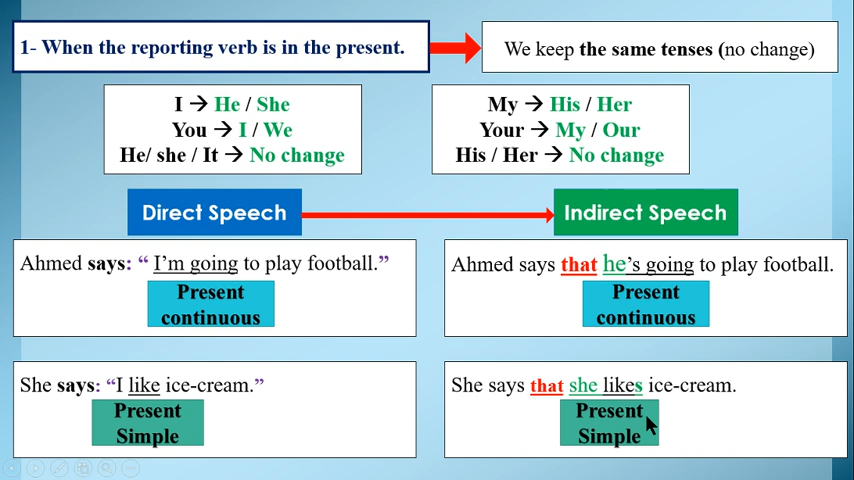 1- When the reporting verb is in the present.
We keep the same tenses (no change)
I → He / She
You → I / We
He/ she / It → No change
My → His / Her
Your → My / Our
His / Her → No change
Direct Speech
Indirect Speech
Ahmed says: “ I’m going to play football.”
Present
continuous
Ahmed says that he’s going to play football.
Present
continuous
She says: “I like ice-cream.”
Present
Simple
She says that she likes ice-cream.
Present
Simple